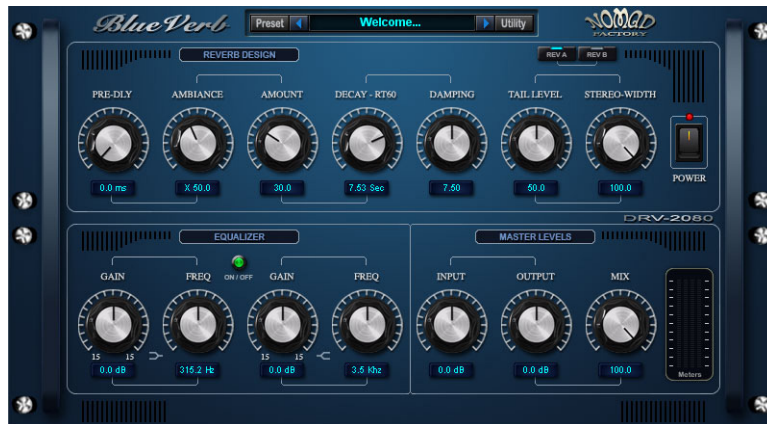 BlueVerb
Preset Welcome... Utility
NOMAD
FACTORY
REVERB DESIGN
REV A REV B
PRE-DLY AMBIANCE AMOUNT DECAY - RT60 DAMPING TAIL LEVEL STEREO-WIDTH
0.0 ms X 50.0 30.0 7.53 Sec 7.50 50.0 100.0
POWER
DRV-2080
EQUALIZER MASTER LEVELS
ON / OFF
GAIN FREQ GAIN FREQ INPUT OUTPUT MIX
15 15 15 15
0.0 dB 315.2 Hz 0.0 dB 3.5 Khz 0.0 dB 0.0 dB 100.0
Meters